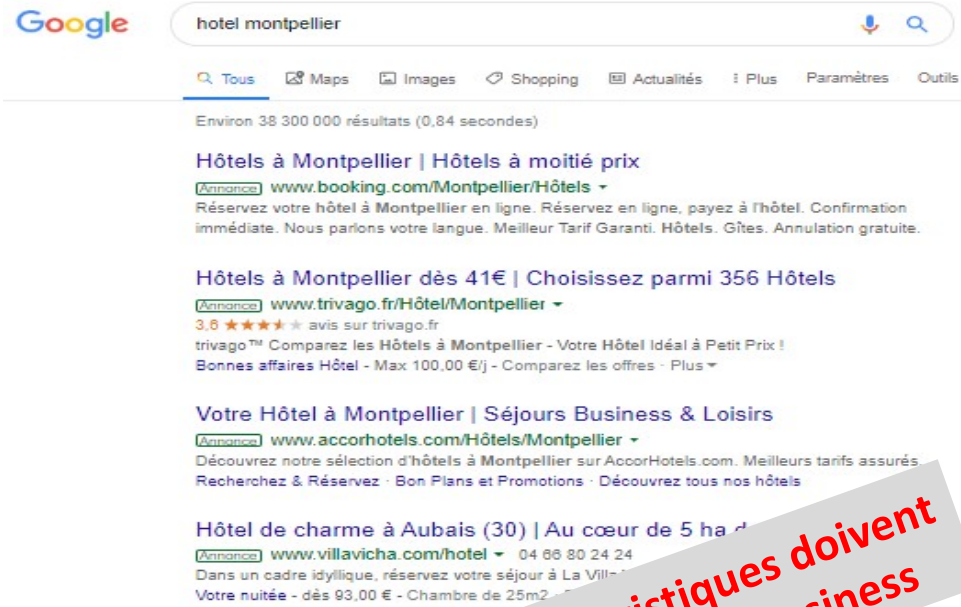 Google
hotel montpellier
Tous Maps Images Shopping Actualités Plus Paramètres Outils
Environ 38 300 000 résultats (0,84 secondes)
Hôtels à Montpellier | Hôtels à moitié prix
Annonce www.booking.com/Montpellier/Hôtels
Réservez votre hôtel à Montpellier en ligne. Réservez en ligne, payez à l'hôtel. Confirmation
immédiate. Nous parlons votre langue. Meilleur Tarif Garanti. Hôtels. Gîtes. Annulation gratuite.
Hôtels à Montpellier dès 41€ | Choisissez parmi 356 Hôtels
Annonce www.trivago.fr/Hôtel/Montpellier
3,6 ★★★★★ avis sur trivago.fr
trivago™ Comparez les Hôtels à Montpellier - Votre Hôtel Idéal à Petit Prix !
Bonnes affaires Hôtel - Max 100,00 €/j - Comparez les offres · Plus
Votre Hôtel à Montpellier | Séjours Business & Loisirs
Annonce www.accorhotels.com/Hôtels/Montpellier
Découvrez notre sélection d'hôtels à Montpellier sur AccorHotels.com. Meilleurs tarifs assurés.
Recherchez & Réservez · Bon Plans et Promotions · Découvrez tous nos hôtels
Hôtel de charme à Aubais (30) | Au cœur de 5 ha
Annonce www.villavicha.com/hotel 04 66 80 24 24
Dans un cadre idyllique, réservez votre séjour à La
Votre nuitée - dès 93,00 € - Chambre de 25m2
doivent